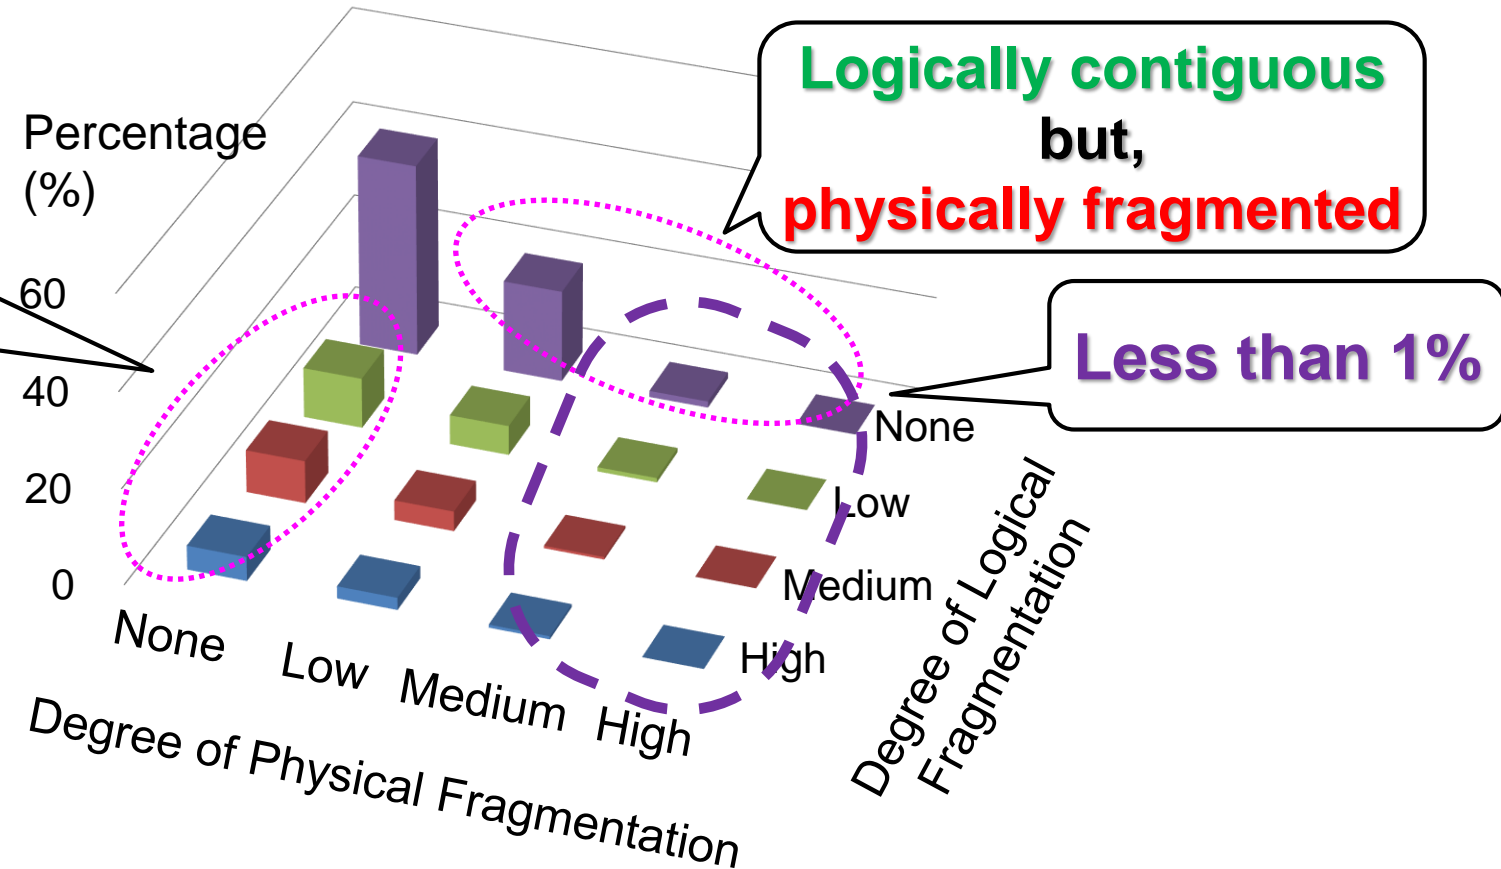 Logically contiguous
but,
physically fragmented
Percentage
(%)
60
40
20
0
Less than 1%
None
Low
Medium
High
None
Low
Medium
High
Degree of Physical Fragmentation
Degree of Logical
Fragmentation